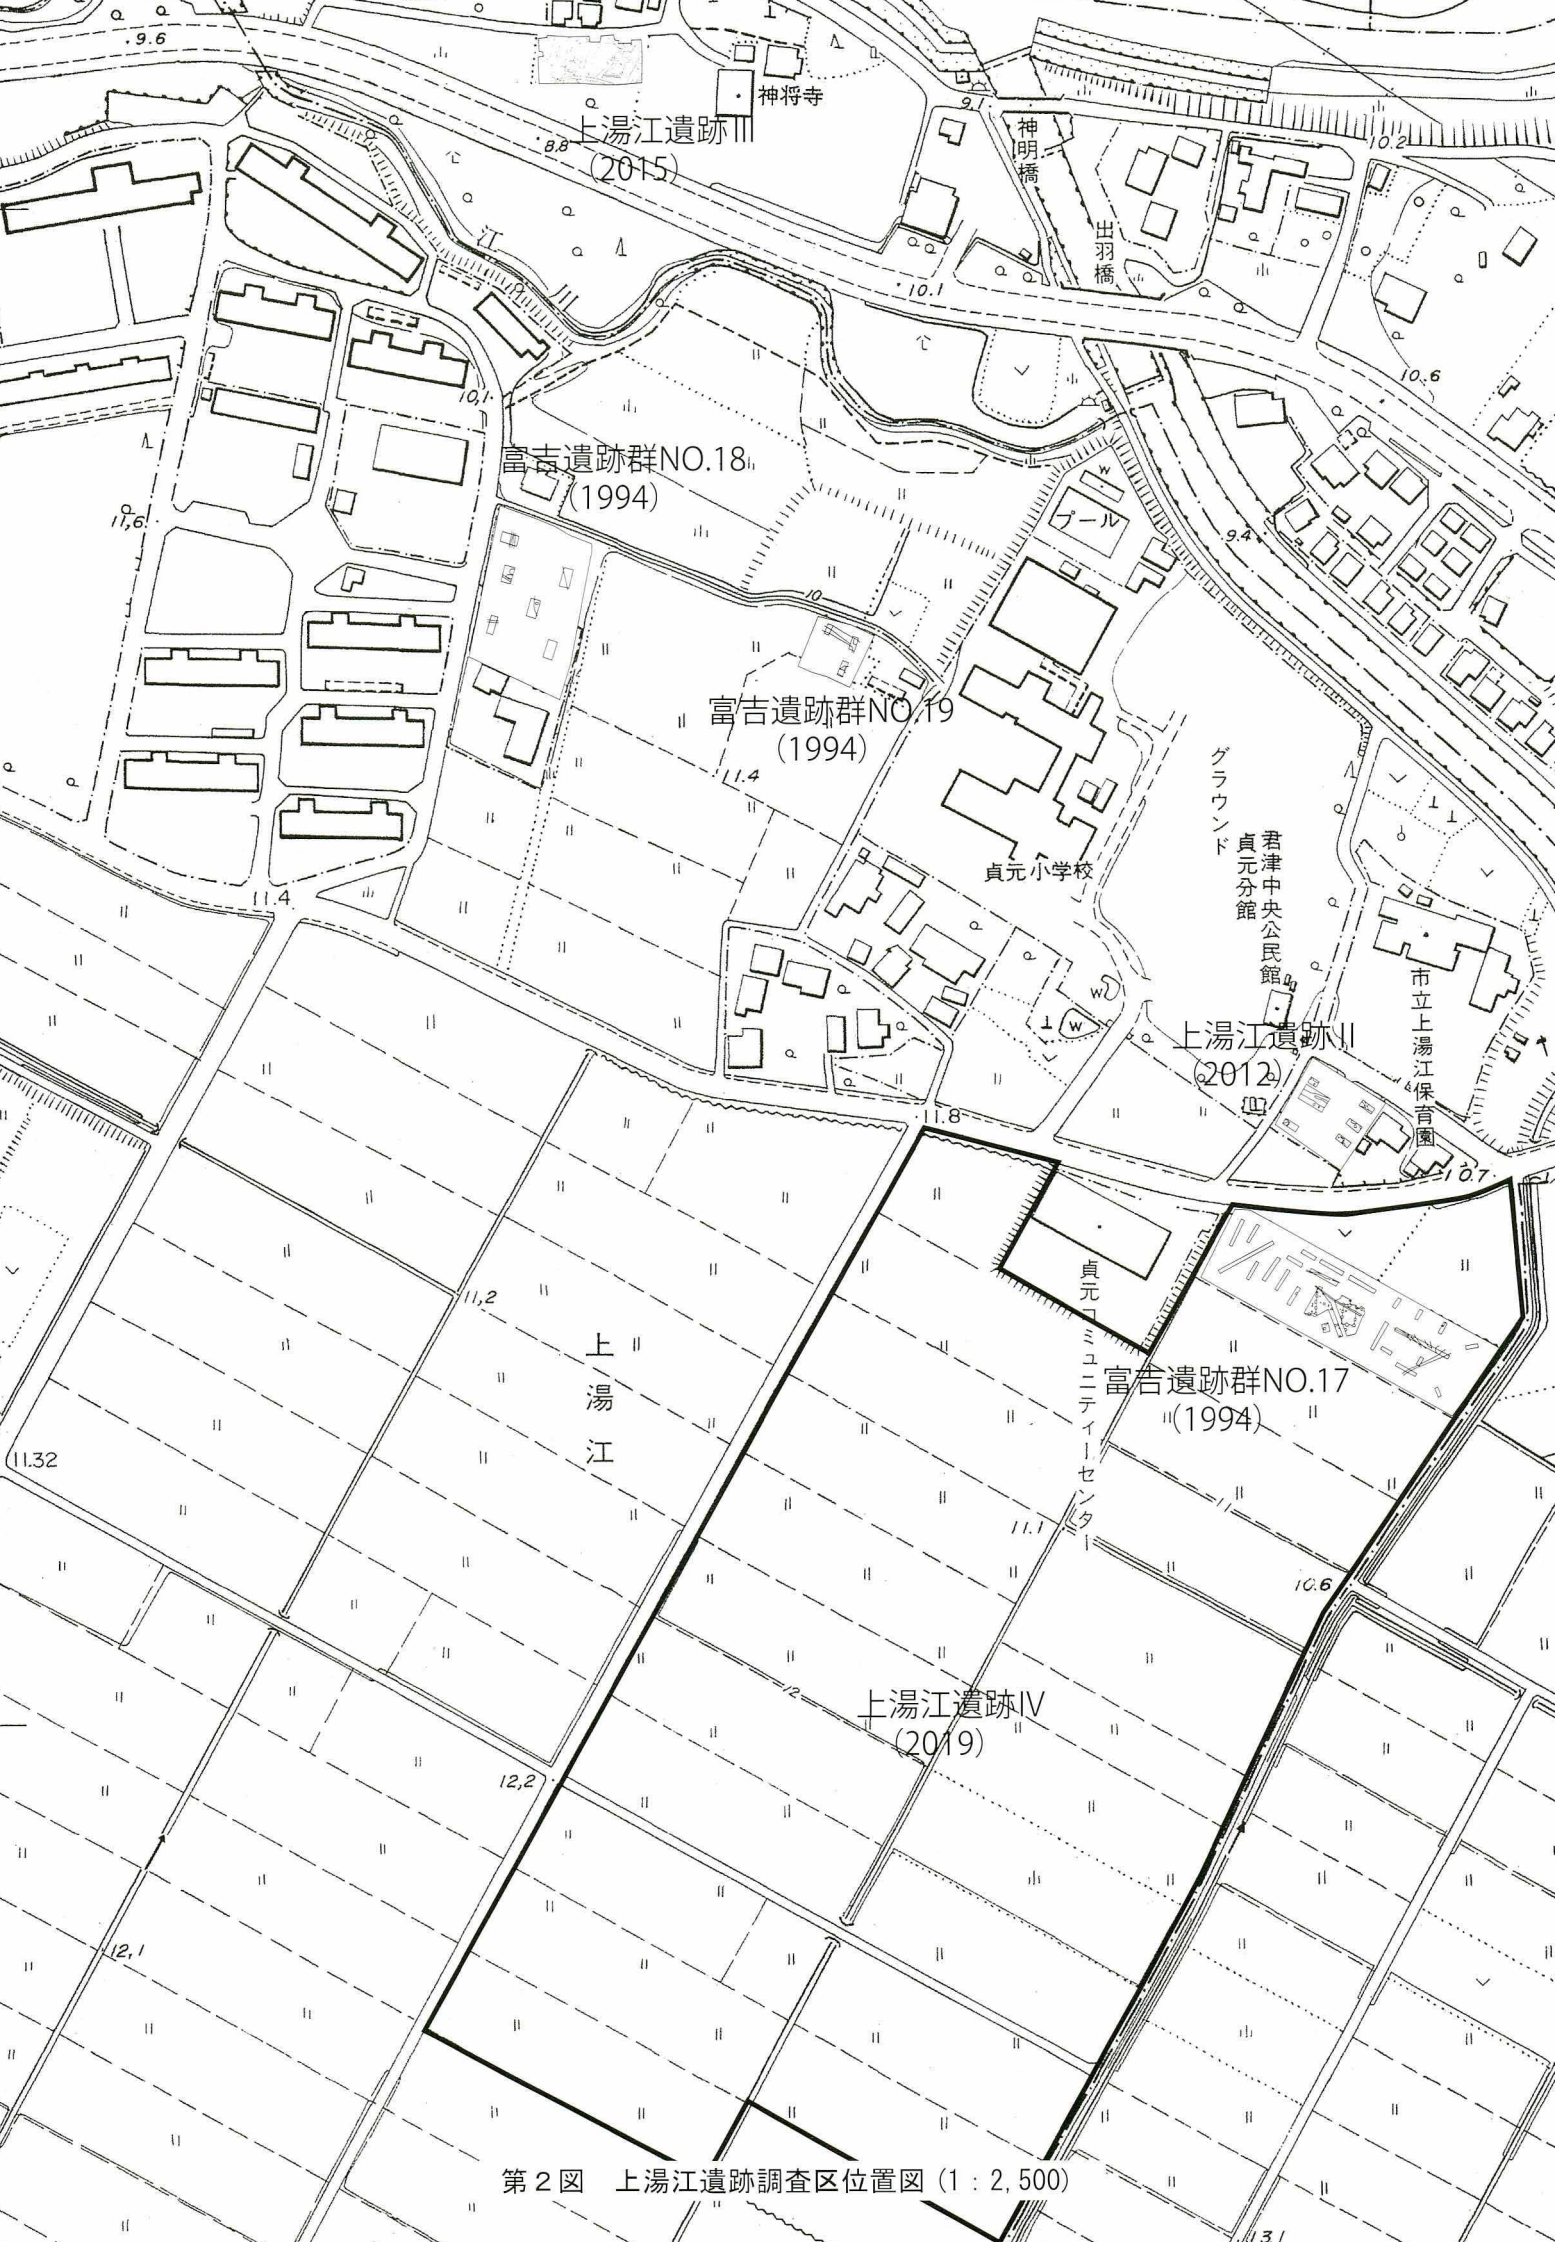 9.6
神将寺
上湯江遺跡Ⅲ
(2015)
8.8
9.1
神明橋
10.2
出羽橋
江川
10.1
10.6
10,1
富吉遺跡群NO.18
(1994)
W
プール
11,6
9.4
10
富吉遺跡群NO.19
(1994)
11.4
グラウンド
君津中央公民館
貞元分館
貞元小学校
11.4
市立上湯江保育園
W
W
上湯江遺跡Ⅱ
(2012)
11.8
10.7
貞元コミュニティーセンター
11,2
上湯江
富吉遺跡群NO.17
(1994)
11.32
11
11.1
10.6
12
上湯江遺跡Ⅳ
(2019)
12,2
12,1
第２図　上湯江遺跡調査区位置図 (1：2,500)
13.1